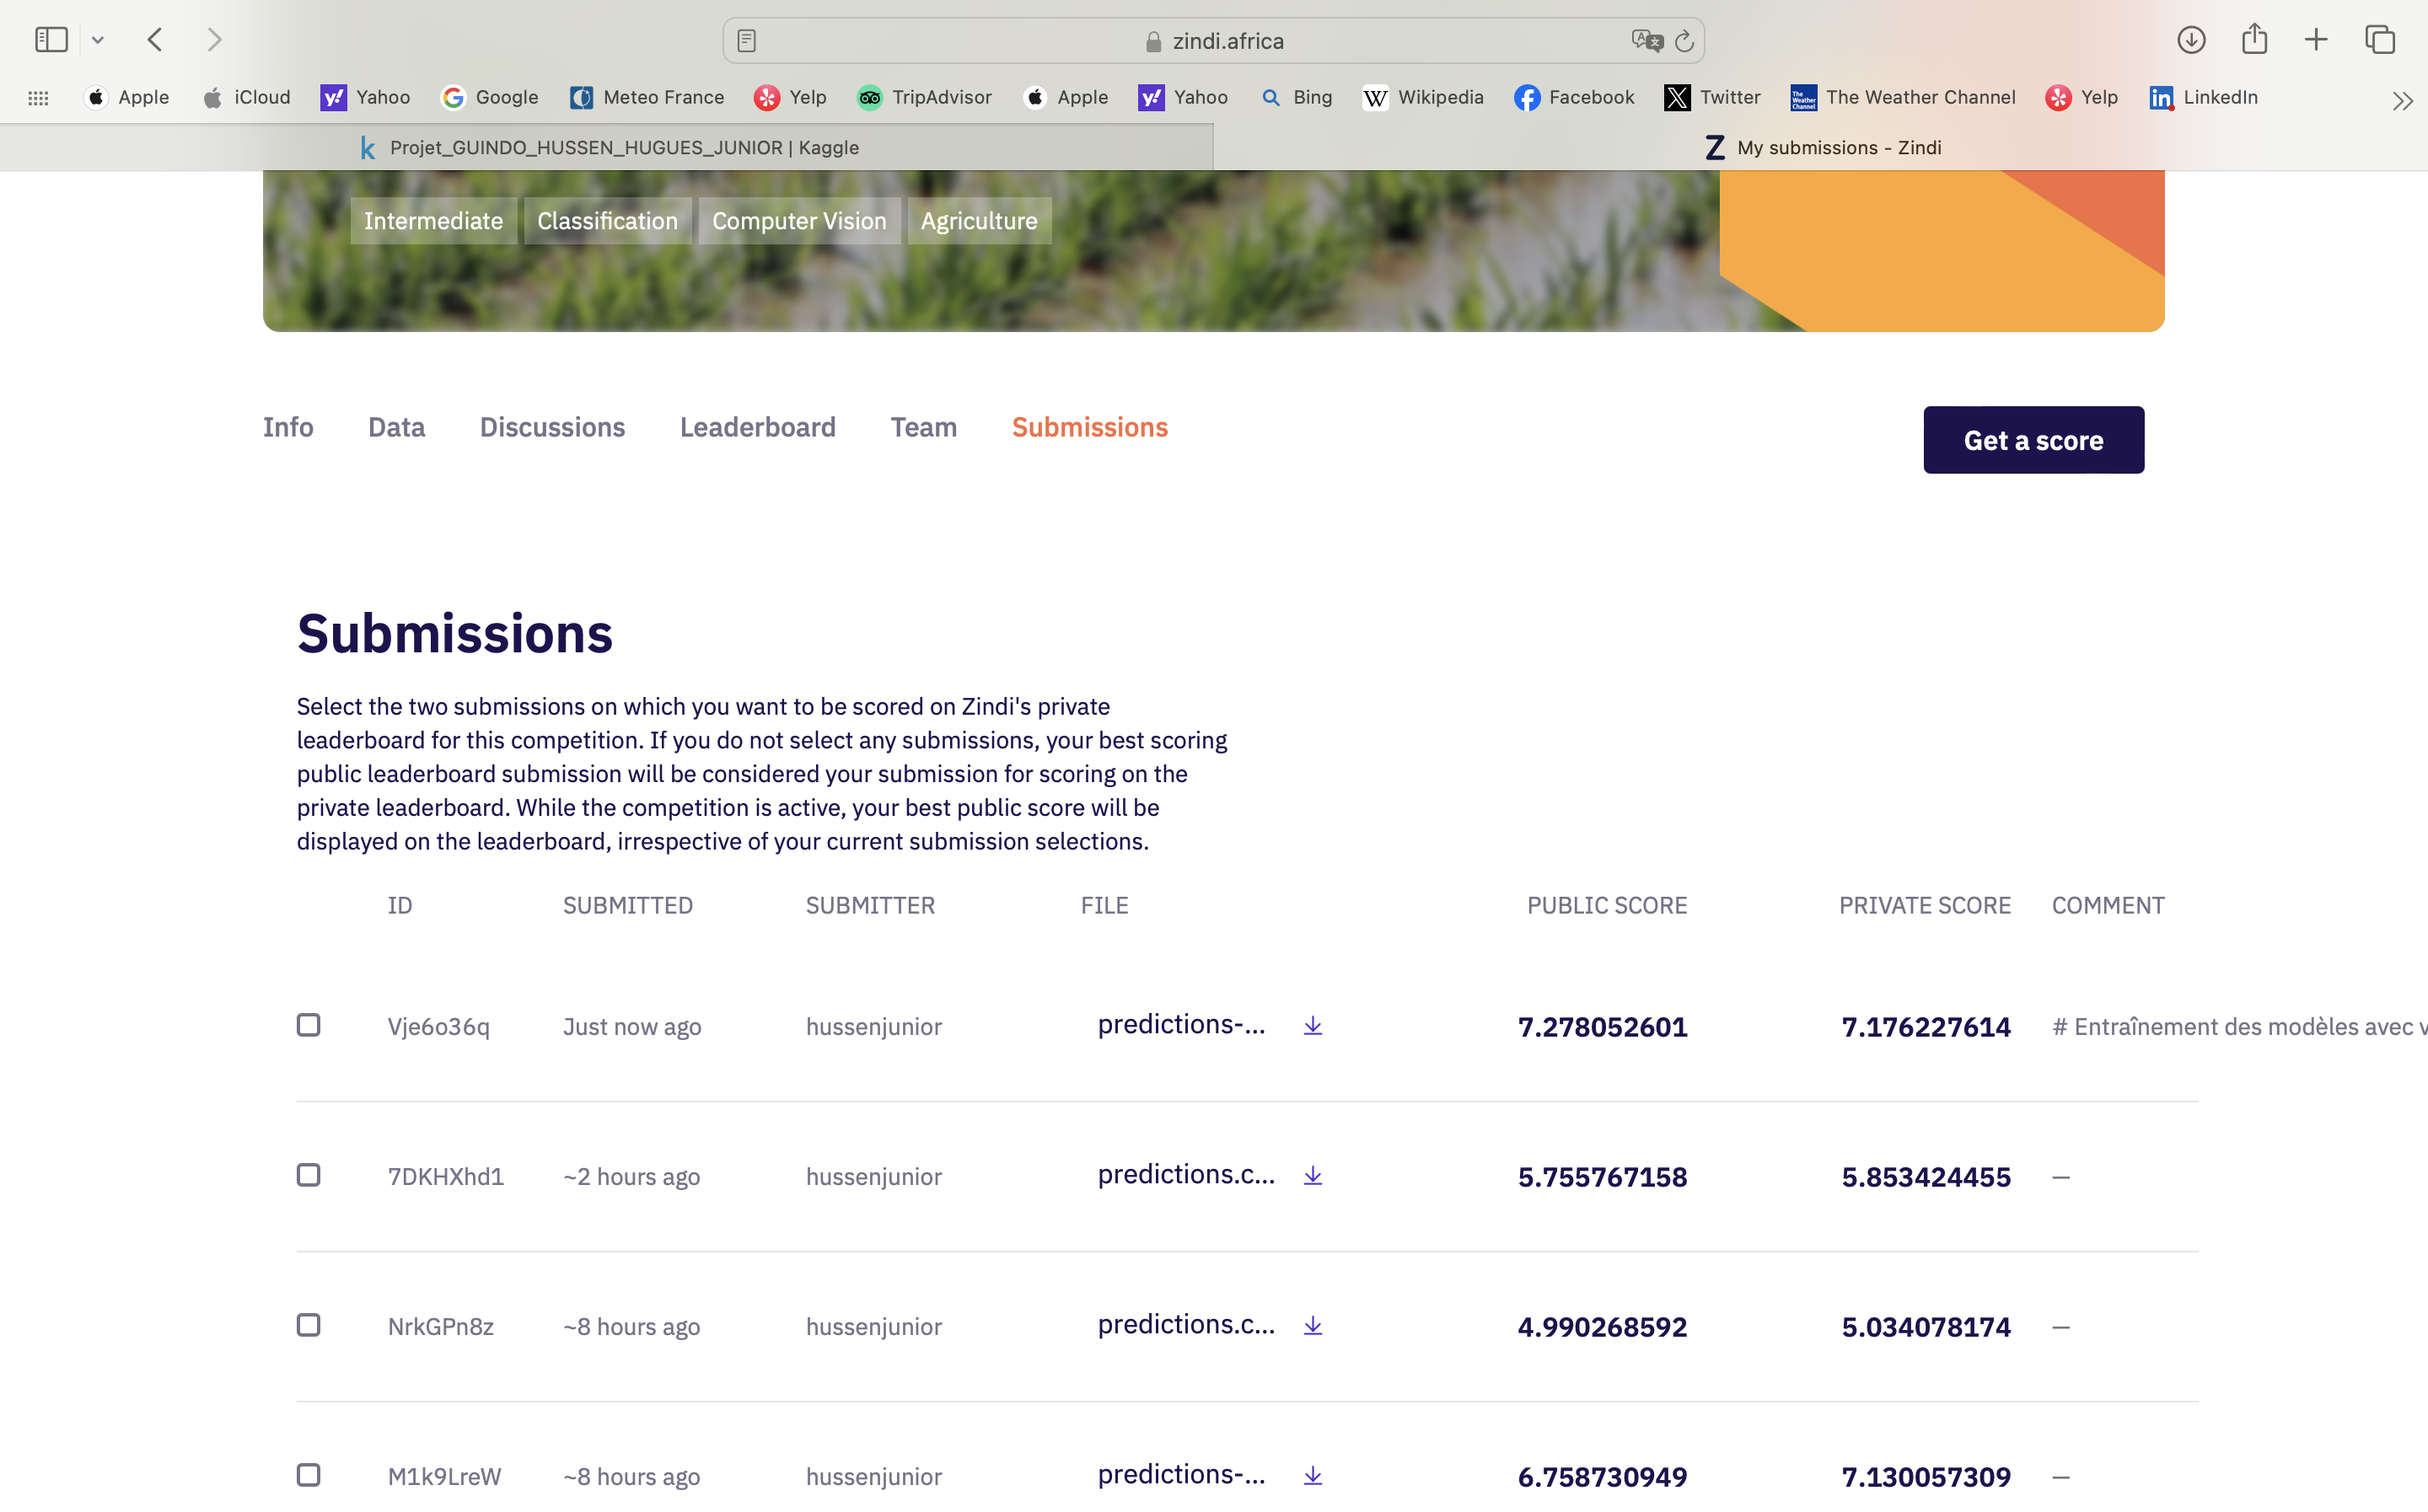 zindi.africa
Apple iCloud Yahoo Google Meteo France Yelp TripAdvisor Apple Yahoo Bing Wikipedia Facebook Twitter The Weather Channel Yelp LinkedIn
Projet_GUINDO_HUSSEN_HUGUES_JUNIOR | Kaggle My submissions - Zindi
Intermediate Classification Computer Vision Agriculture
Info Data Discussions Leaderboard Team Submissions Get a score
Submissions
Select the two submissions on which you want to be scored on Zindi's private
leaderboard for this competition. If you do not select any submissions, your best scoring
public leaderboard submission will be considered your submission for scoring on the
private leaderboard. While the competition is active, your best public score will be
displayed on the leaderboard, irrespective of your current submission selections.
ID SUBMITTED SUBMITTER FILE PUBLIC SCORE PRIVATE SCORE COMMENT
Vje6o36q Just now ago hussenjunior predictions-... 7.278052601 7.176227614 # Entraînement des modèles avec v
7DKHXhd1 ~2 hours ago hussenjunior predictions.c... 5.755767158 5.853424455 —
NrkGPn8z ~8 hours ago hussenjunior predictions.c... 4.990268592 5.034078174 —
M1k9LreW ~8 hours ago hussenjunior predictions-... 6.758730949 7.130057309 —